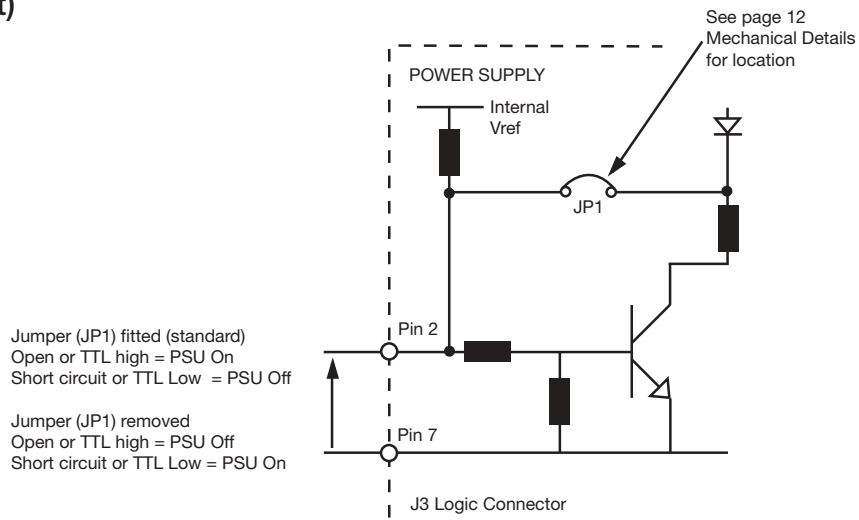 t)
See page 12
Mechanical Details
for location
POWER SUPPLY
Internal
Vref
JP1
Pin 2
Jumper (JP1) fitted (standard)
Open or TTL high = PSU On
Short circuit or TTL Low = PSU Off
Jumper (JP1) removed
Open or TTL high = PSU Off
Short circuit or TTL Low = PSU On
Pin 7
J3 Logic Connector